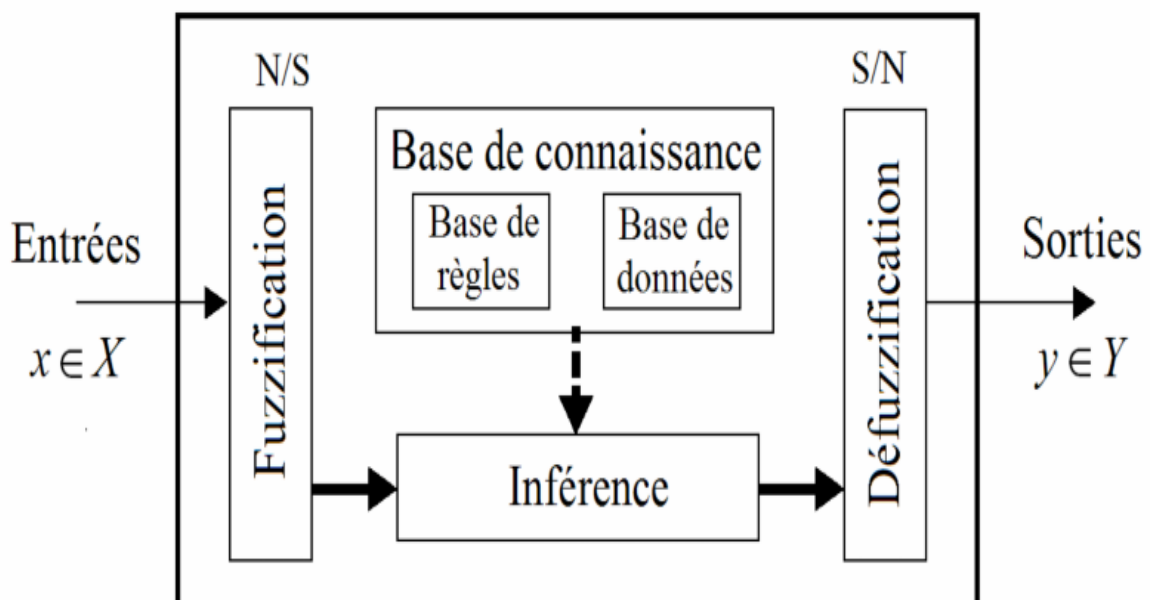 N/S
S/N
Base de connaissance
Base de
règles
Base de
données
Entrées
x ∈ X
Fuzzification
Inférence
Défuzzification
Sorties
y ∈ Y